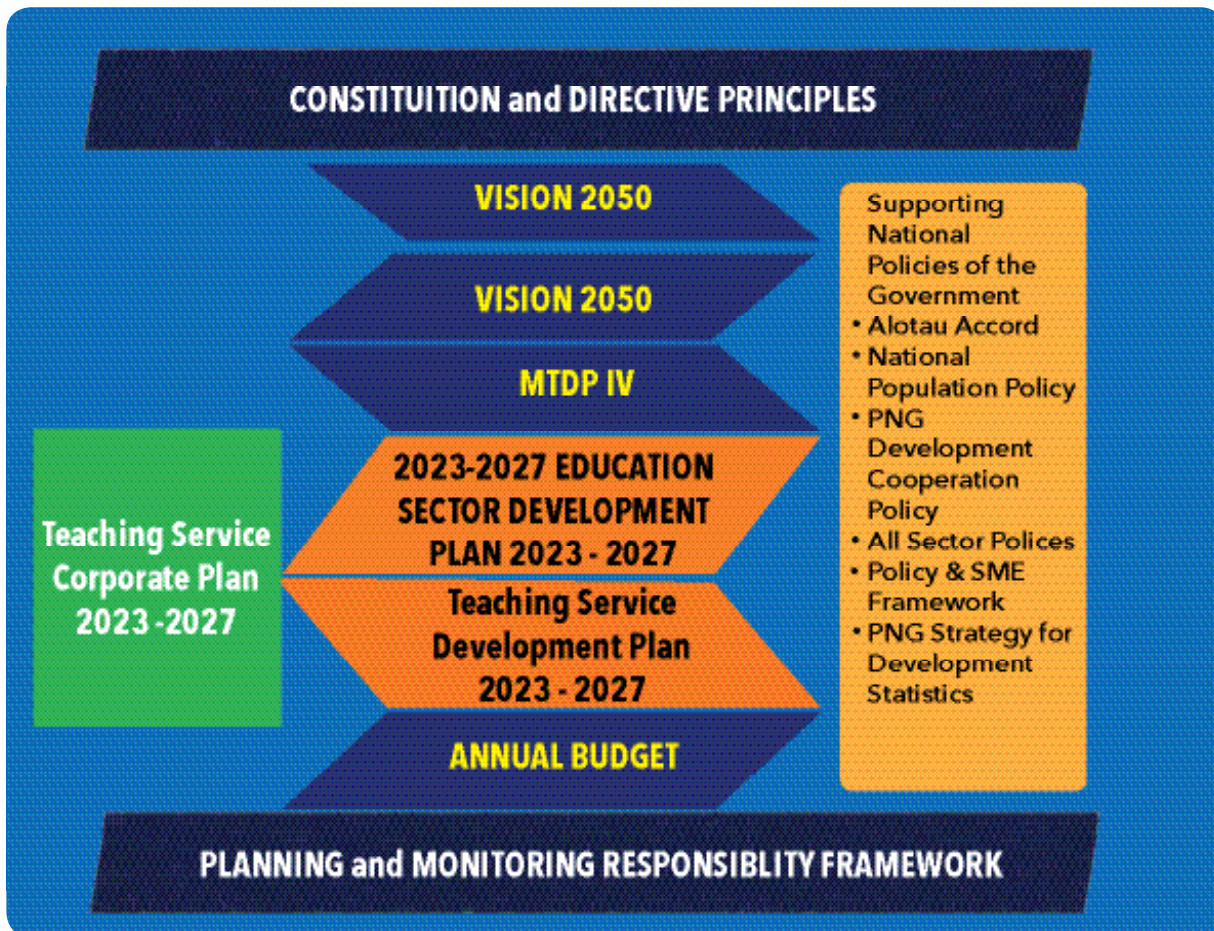 CONSTITUITION and DIRECTIVE PRINCIPLES
VISION 2050
VISION 2050
MTDP IV
2023-2027 EDUCATION
SECTOR DEVELOPMENT
PLAN 2023 - 2027
Teaching Service
Development Plan
2023 - 2027
ANNUAL BUDGET
Teaching Service
Corporate Plan
2023 -2027
Supporting
National
Policies of the
Government
• Alotau Accord
• National
Population Policy
• PNG
Development
Cooperation
Policy
• All Sector Polices
• Policy & SME
Framework
• PNG Strategy for
Development
Statistics
PLANNING and MONITORING RESPONSIBLITY FRAMEWORK